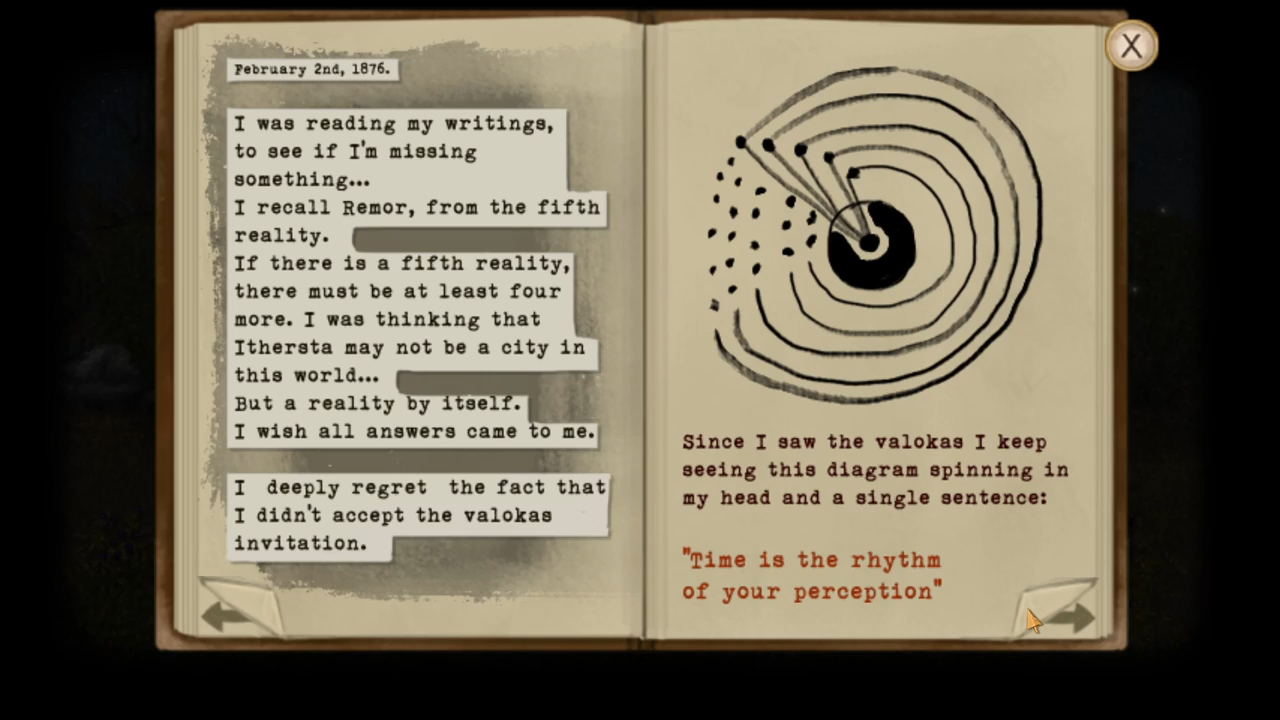 February 2nd, 1876.
I was reading my writings,
to see if I'm missing
something...
I recall Remor, from the fifth
reality.
If there is a fifth reality,
there must be at least four
more. I was thinking that
Ithersta may not be a city in
this world...
But a reality by itself.
I wish all answers came to me.
I deeply regret the fact that
I didn't accept the valokas
invitation.
Since I saw the valokas I keep
seeing this diagram spinning in
my head and a single sentence:
"Time is the rhythm
of your perception"
X